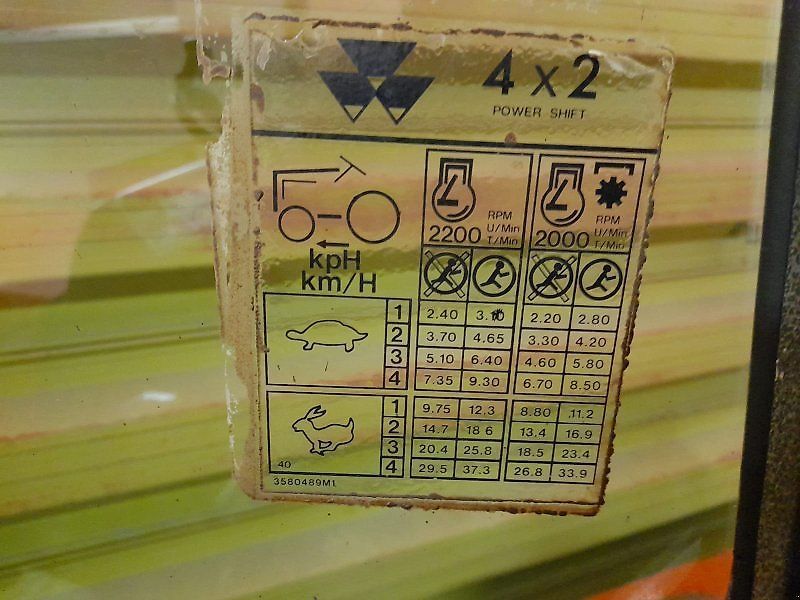 4 x 2
POWER SHIFT
RPM
U/Min
2200 T/Min
RPM
U/Min
2000 T/Min
kpH
km/H
1 2.40 2.20 2.80
2 3.70 4.65 3.30 4.20
3 5.10 6.40 4.60 5.80
4 7.35 9.30 6.70 8.50
1 9.75 12.3 8.80 11.2
2 14.7 18.6 13.4 16.9
3 20.4 25.8 18.5 23.4
40 4 29.5 37.3 26.8 33.9
3580489M1